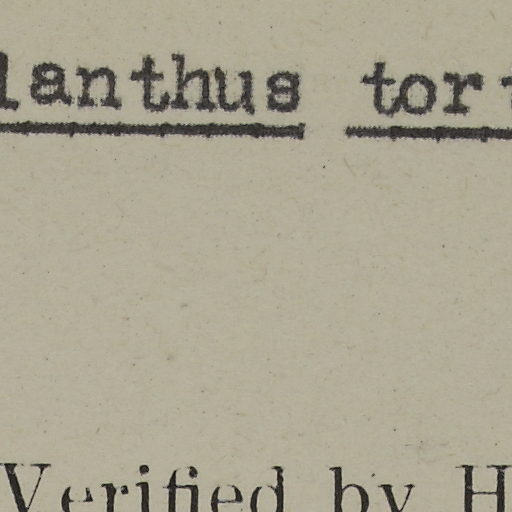 lanthus tor
Verified by H